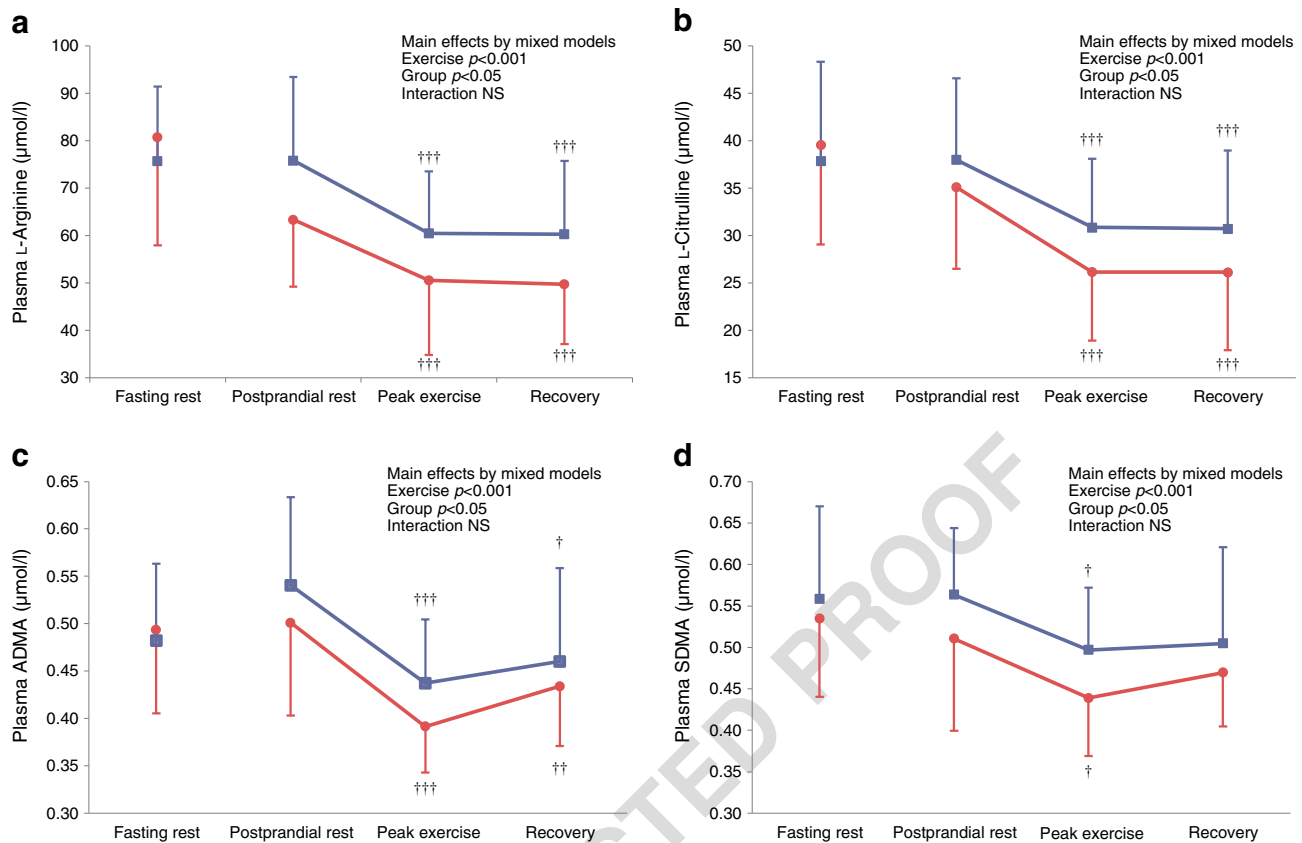 a
Plasma L-Arginine (µmol/l)
100
90
80
70
60
50
40
30
Main effects by mixed models
Exercise p<0.001
Group p<0.05
Interaction NS
†††
†††
†††
†††
Fasting rest
Postprandial rest
Peak exercise
Recovery
b
Plasma L-Citrulline (µmol/l)
50
45
40
35
30
25
20
15
Main effects by mixed models
Exercise p<0.001
Group p<0.05
Interaction NS
†††
†††
†††
†††
Fasting rest
Postprandial rest
Peak exercise
Recovery
c
Plasma ADMA (µmol/l)
0.65
0.60
0.55
0.50
0.45
0.40
0.35
0.30
Main effects by mixed models
Exercise p<0.001
Group p<0.05
Interaction NS
†††
†
†††
††
Fasting rest
Postprandial rest
Peak exercise
Recovery
d
Plasma SDMA (µmol/l)
0.70
0.65
0.60
0.55
0.50
0.45
0.40
0.35
0.30
Main effects by mixed models
Exercise p<0.001
Group p<0.05
Interaction NS
†
†
Fasting rest
Postprandial rest
Peak exercise
Recovery
PROOF